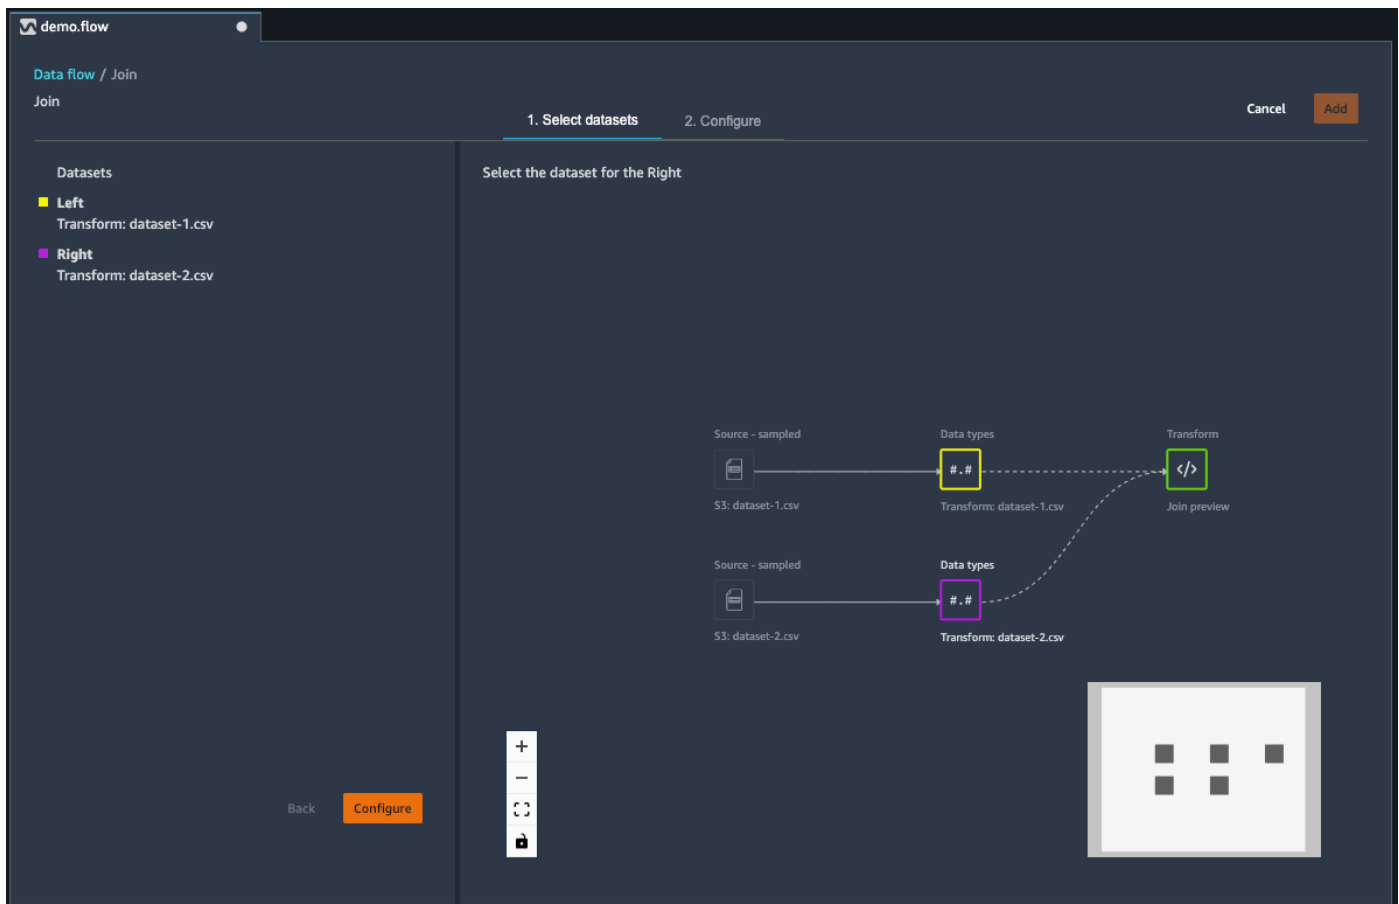 demo.flow
Data flow / Join
Join
1. Select datasets
2. Configure
Cancel
Add
Datasets
Left
Transform: dataset-1.csv
Right
Transform: dataset-2.csv
Select the dataset for the Right
Source - sampled
Data types
Transform
#.#
</>
S3: dataset-1.csv
Transform: dataset-1.csv
Join preview
Source - sampled
Data types
#.#
S3: dataset-2.csv
Transform: dataset-2.csv
Back
Configure